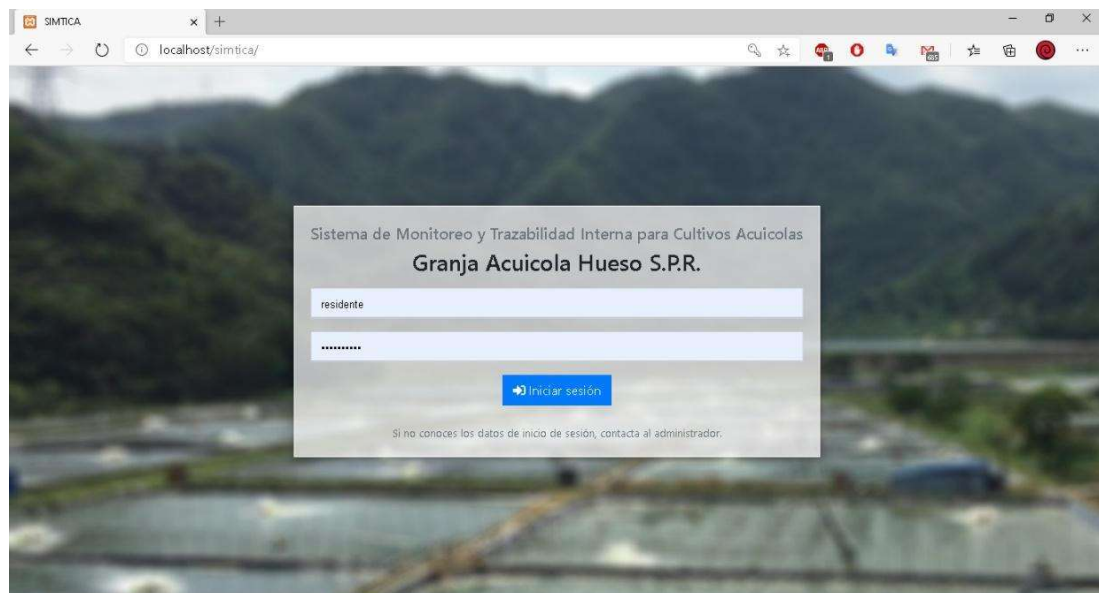 SIMTICA
localhost/simtica/
Sistema de Monitoreo y Trazabilidad Interna para Cultivos Acuicolas
Granja Acuicola Hueso S.P.R.
residente
••••••••••
Iniciar sesión
Si no conoces los datos de inicio de sesión, contacta al administrador.